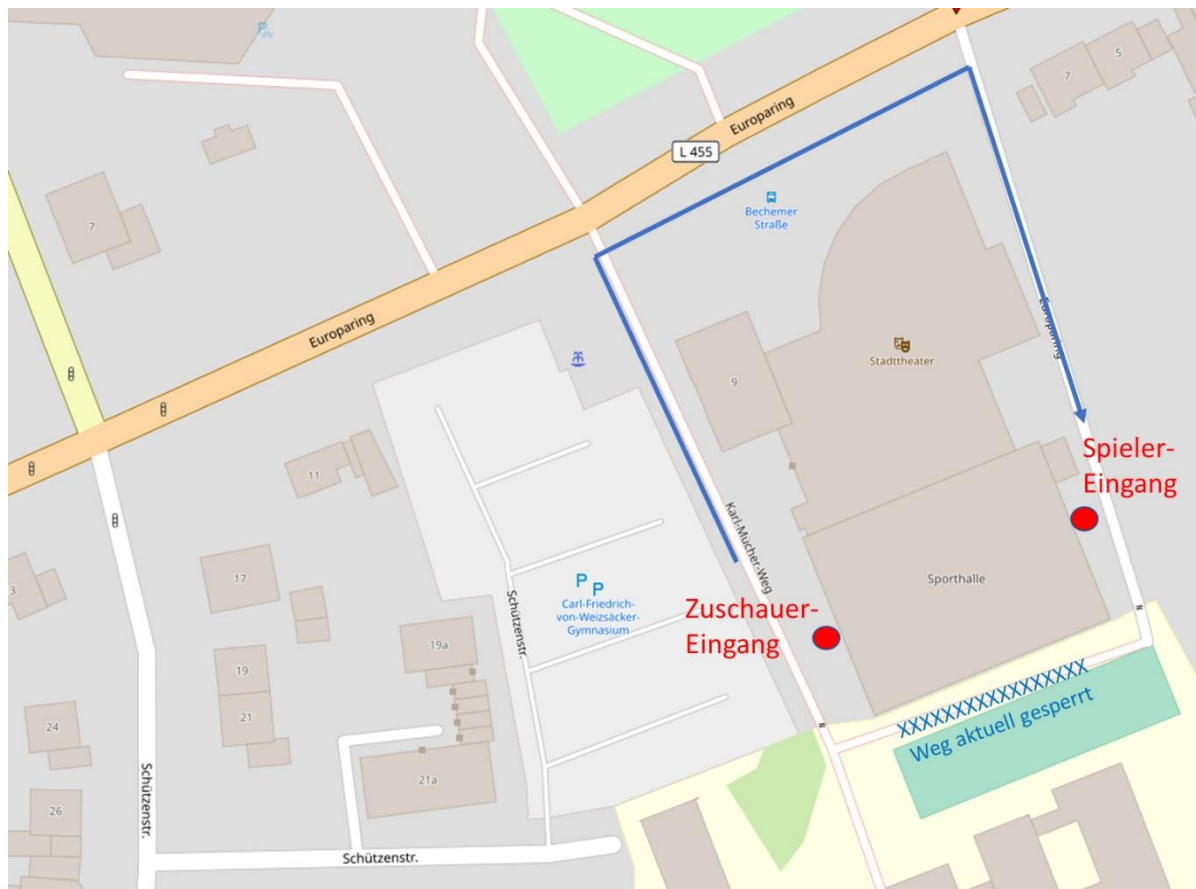 7
5
Europaring
L 455
Bechemer
Straße
7
Europaring
Europaring
Stadttheater
9
Spieler-
Eingang
11
Karl-Mücher-Weg
Sporthalle
P P
Carl-Friedrich-
von-Weizsäcker-
Gymnasium
Schützenstr.
17
3
19a
Zuschauer-
Eingang
19
21
24
XXXXXXXXXXXXXXXXX
Weg aktuell gesperrt
21a
26
Schützenstr.
Schützenstr.